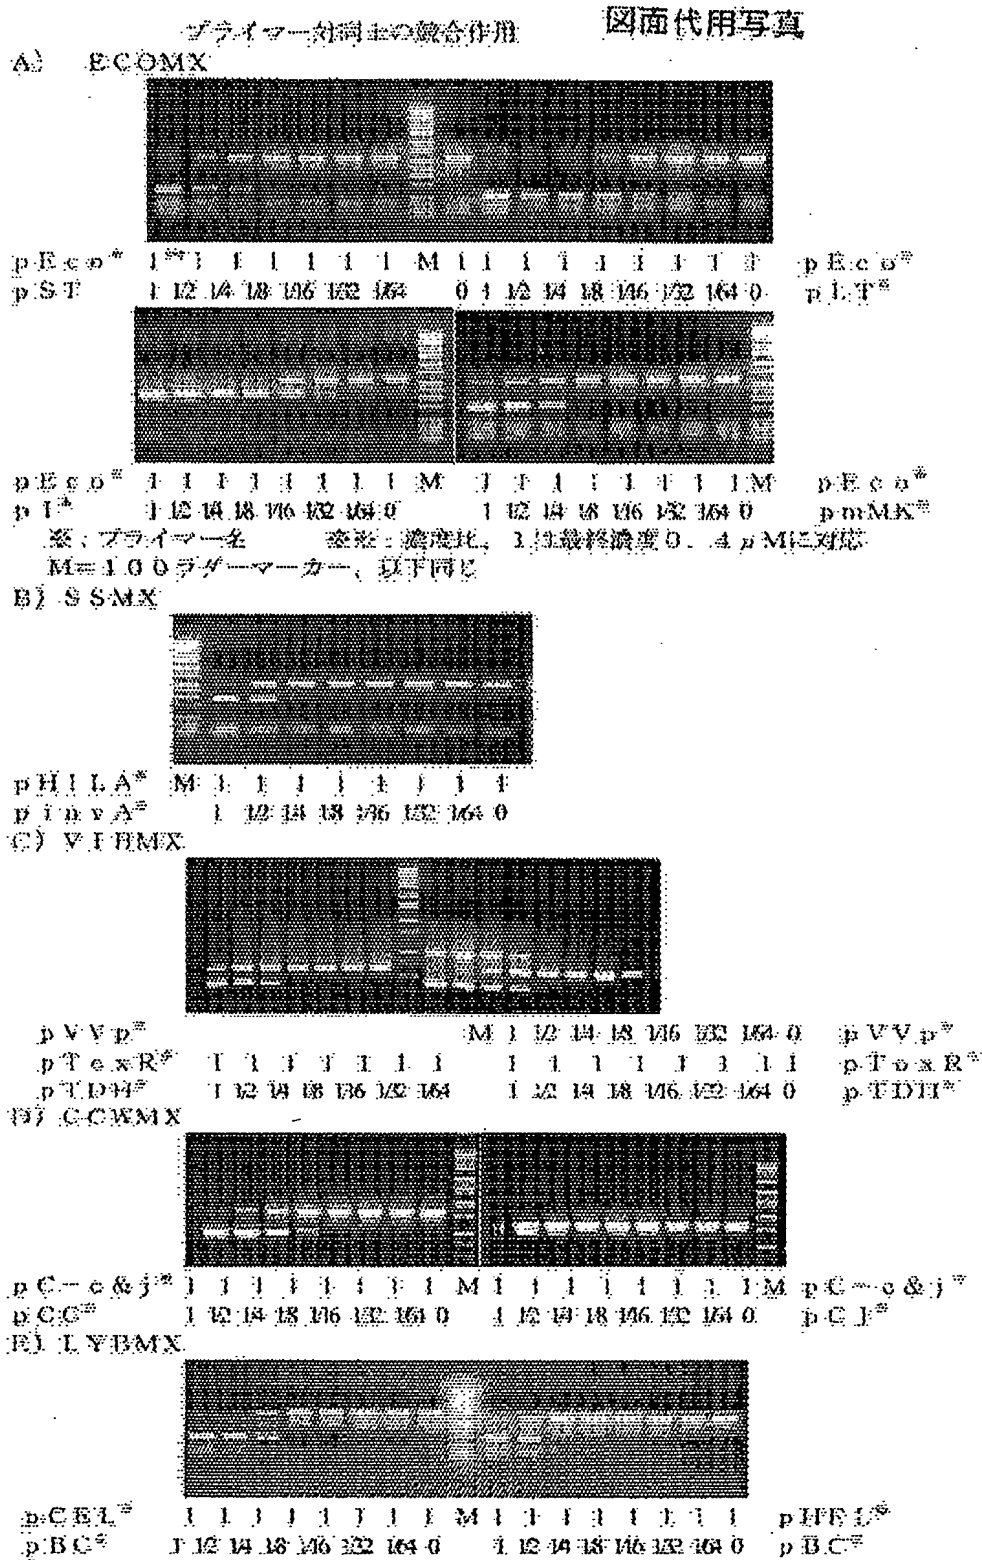 図面代用写真
プライマー対同士の競合作用
A) ECOMX
pEco※ 1※※ 1 1 1 1 1 1 M 1 1 1 1 1 1 1 1 1 pEco※
pST 1 1/2 1/4 1/8 1/16 1/32 1/64 0 1 1/2 1/4 1/8 1/16 1/32 1/64 0 pLT※
pEco※ 1 1 1 1 1 1 1 1 M 1 1 1 1 1 1 1 1 M pEco※
pI※ 1 1/2 1/4 1/8 1/16 1/32 1/64 0 1 1/2 1/4 1/8 1/16 1/32 1/64 0 pmMK※
※：プライマー名 ※※：濃度比、1は最終濃度0.4μMに対応
M=100ラダーマーカー、以下同じ
B) SSMX
pHILA※ M 1 1 1 1 1 1 1 1
pinvA※ 1 1/2 1/4 1/8 1/16 1/32 1/64 0
C) VIBMX
pVVp※ M 1 1/2 1/4 1/8 1/16 1/32 1/64 0 pVVp※
pToxR※ 1 1 1 1 1 1 1 1 1 1 1 1 1 1 1 pToxR※
pTDH※ 1 1/2 1/4 1/8 1/16 1/32 1/64 1 1/2 1/4 1/8 1/16 1/32 1/64 0 pTDH※
D) CCWMX
pC-c&j※ 1 1 1 1 1 1 1 1 M 1 1 1 1 1 1 1 1 M pC-c&j※
pCC※ 1 1/2 1/4 1/8 1/16 1/32 1/64 0 1 1/2 1/4 1/8 1/16 1/32 1/64 0 pCJ※
E) LYBMX
pCEL※ 1 1 1 1 1 1 1 1 M 1 1 1 1 1 1 1 1 pHEL※
pBC※ 1 1/2 1/4 1/8 1/16 1/32 1/64 0 1 1/2 1/4 1/8 1/16 1/32 1/64 0 pBC※